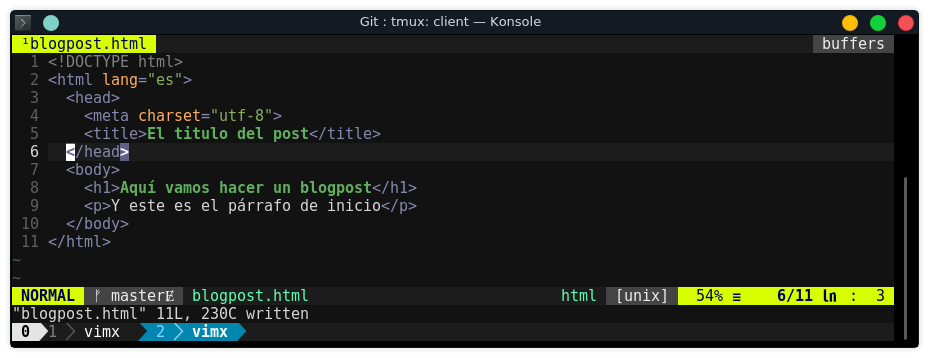 Git : tmux: client — Konsole
¹blogpost.html buffers
1 <!DOCTYPE html>
2 <html lang="es">
3   <head>
4     <meta charset="utf-8">
5     <title>El titulo del post</title>
6   </head>
7   <body>
8     <h1>Aquí vamos hacer un blogpost</h1>
9     <p>Y este es el párrafo de inicio</p>
10   </body>
11 </html>
~
~
NORMAL ᚠ masterɆ blogpost.html html [unix] 54% ≡ 6/11 ㏑ : 3
"blogpost.html" 11L, 230C written
0 1 vimx 2 vimx